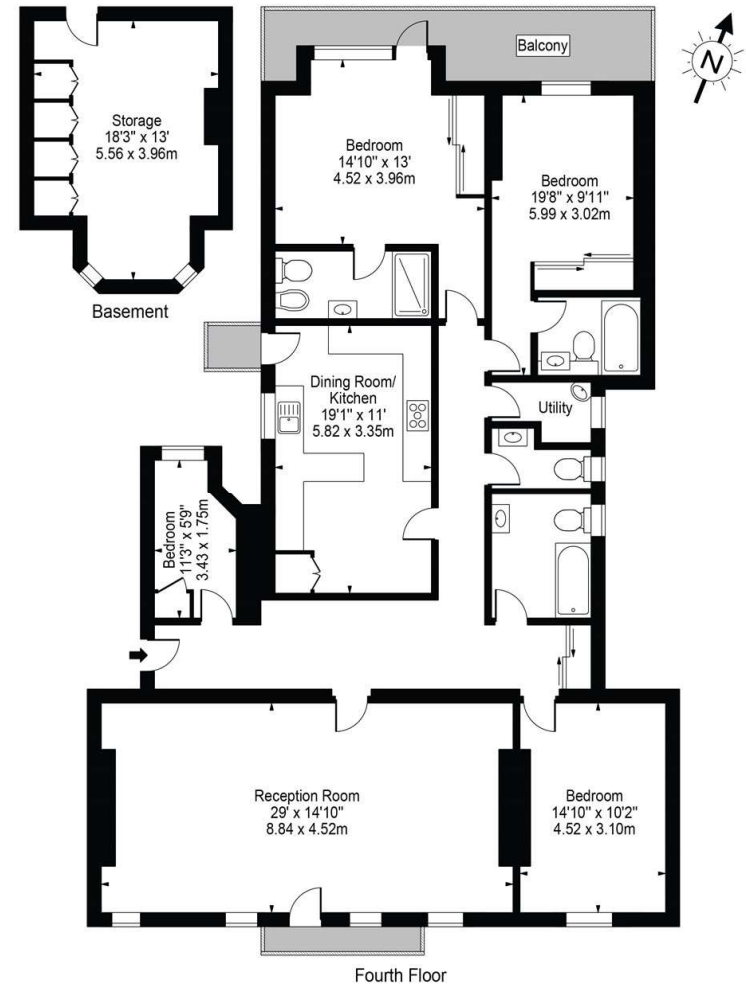 Balcony
N
Storage
18'3" x 13'
5.56 x 3.96m
Basement
Bedroom
14'10" x 13'
4.52 x 3.96m
Bedroom
19'8" x 9'11"
5.99 x 3.02m
Dining Room/
Kitchen
19'1" x 11'
5.82 x 3.35m
Utility
Bedroom
11'3" x 5'9"
3.43 x 1.75m
Reception Room
29' x 14'10"
8.84 x 4.52m
Bedroom
14'10" x 10'2"
4.52 x 3.10m
Fourth Floor